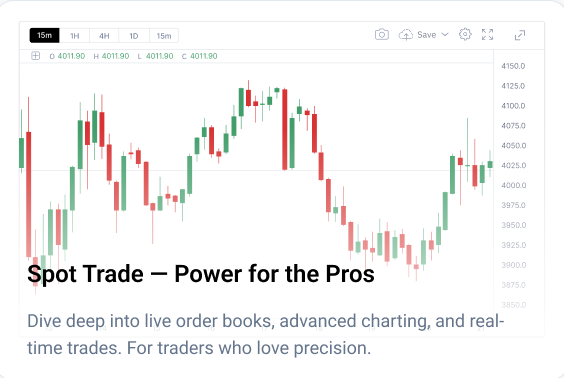 15m 1H 4H 1D 15m Save
O 4011.90 H 4011.90 L 4011.90 C 4011.90
4150.0
4125.0
4100.0
4075.0
4050.0
4025.0
4000.0
3975.0
3950.0
3925.0
3900.0
3875.0
3850.0
Spot Trade — Power for the Pros
Dive deep into live order books, advanced charting, and real-
time trades. For traders who love precision.